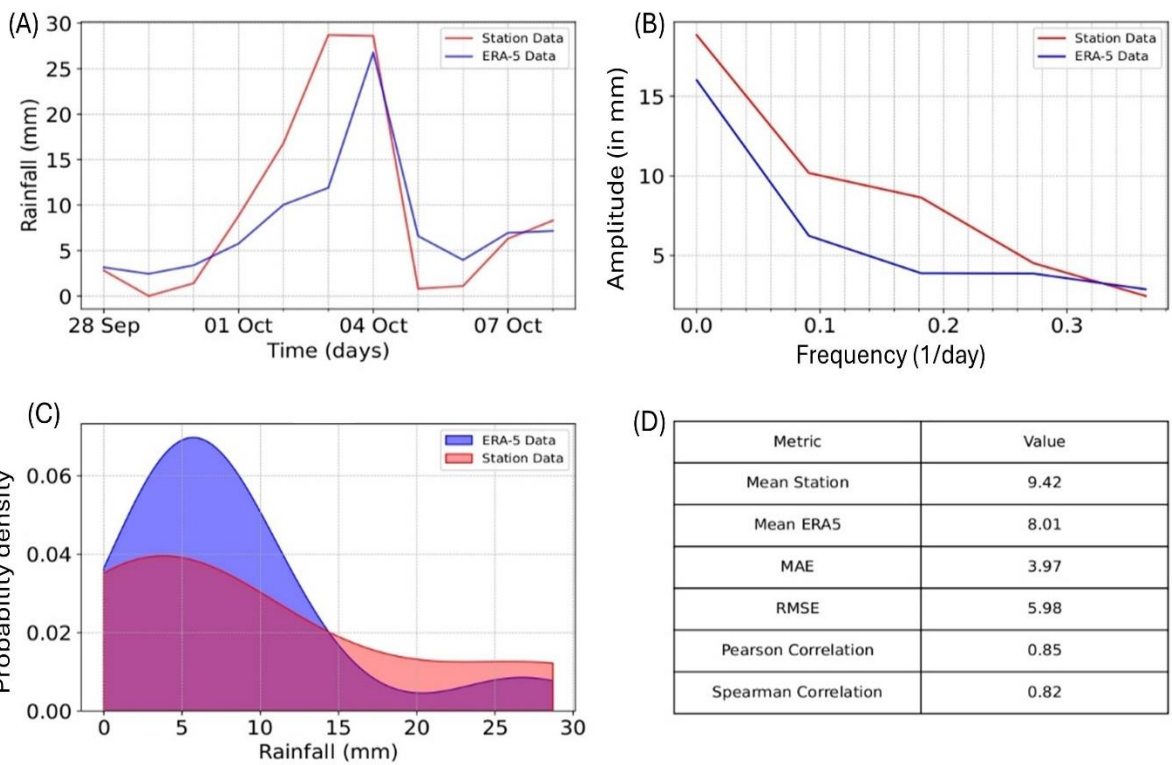 (A)
30
25
20
15
10
5
0
Rainfall (mm)
Station Data
ERA-5 Data
28 Sep 01 Oct 04 Oct 07 Oct
Time (days)
(B)
15
10
5
Amplitude (in mm)
Station Data
ERA-5 Data
0.0 0.1 0.2 0.3
Frequency (1/day)
(C)
0.06
0.04
0.02
0.00
Probability density
ERA-5 Data
Station Data
0 5 10 15 20 25 30
Rainfall (mm)
(D)
Metric Value
Mean Station 9.42
Mean ERA5 8.01
MAE 3.97
RMSE 5.98
Pearson Correlation 0.85
Spearman Correlation 0.82